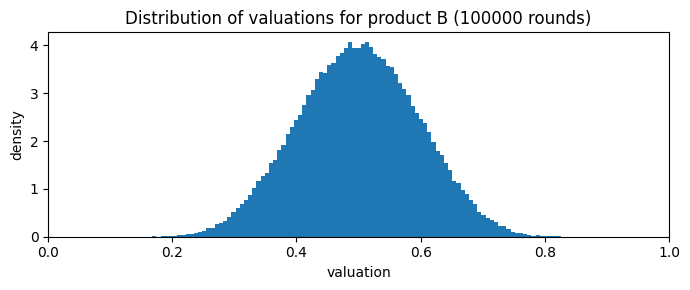 Distribution of valuations for product B (100000 rounds)
density
4
3
2
1
0
0.0 0.2 0.4 0.6 0.8 1.0
valuation